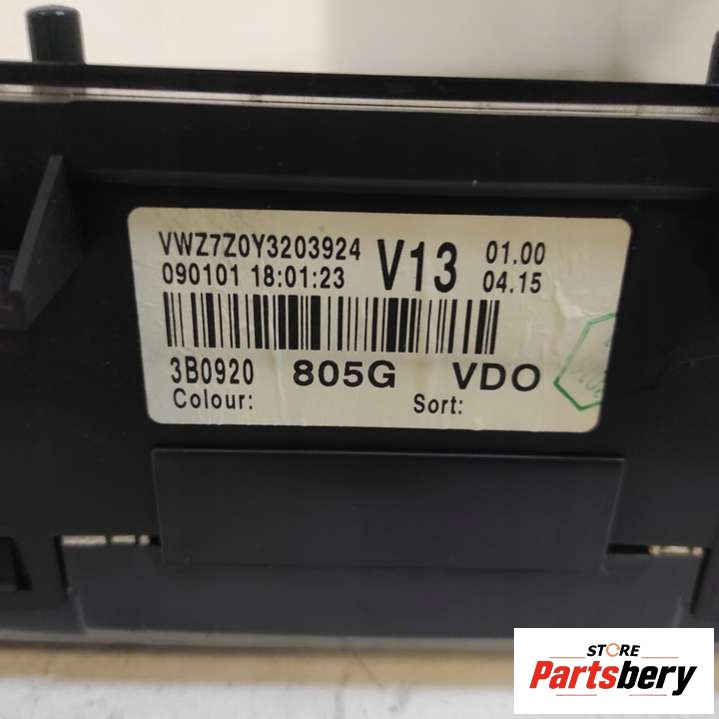 VWZ7Z0Y3203924 V13 01.00
090101 18:01:23 04.15
3B0920 805G VDO
Colour: Sort:
STORE
Partsbery